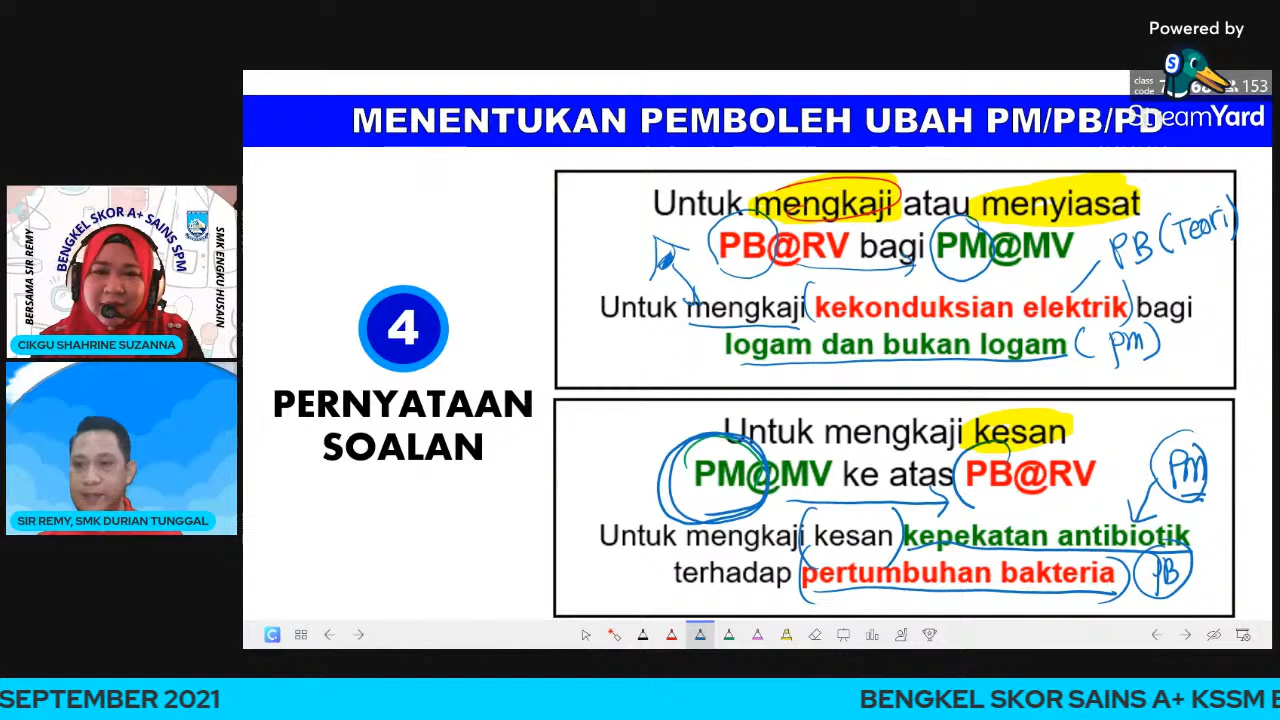 Powered by
StreamYard
class
code
153
MENENTUKAN PEMBOLEH UBAH PM/PB/PD
Untuk mengkaji atau menyiasat
PB@RV bagi PM@MV
PB (Teori)
Untuk mengkaji (kekonduksian elektrik) bagi
logam dan bukan logam (PM)
4
PERNYATAAN
SOALAN
Untuk mengkaji kesan
PM@MV ke atas PB@RV
PM
Untuk mengkaji (kesan) kepekatan antibiotik
terhadap (pertumbuhan bakteria) PB
BENGKEL SKOR A+ SAINS SPM
BERSAMA SIR REMY
SMK ENGKU HUSAIN
CIKGU SHAHRINE SUZANNA
SIR REMY, SMK DURIAN TUNGGAL
SEPTEMBER 2021
BENGKEL SKOR SAINS A+ KSSM